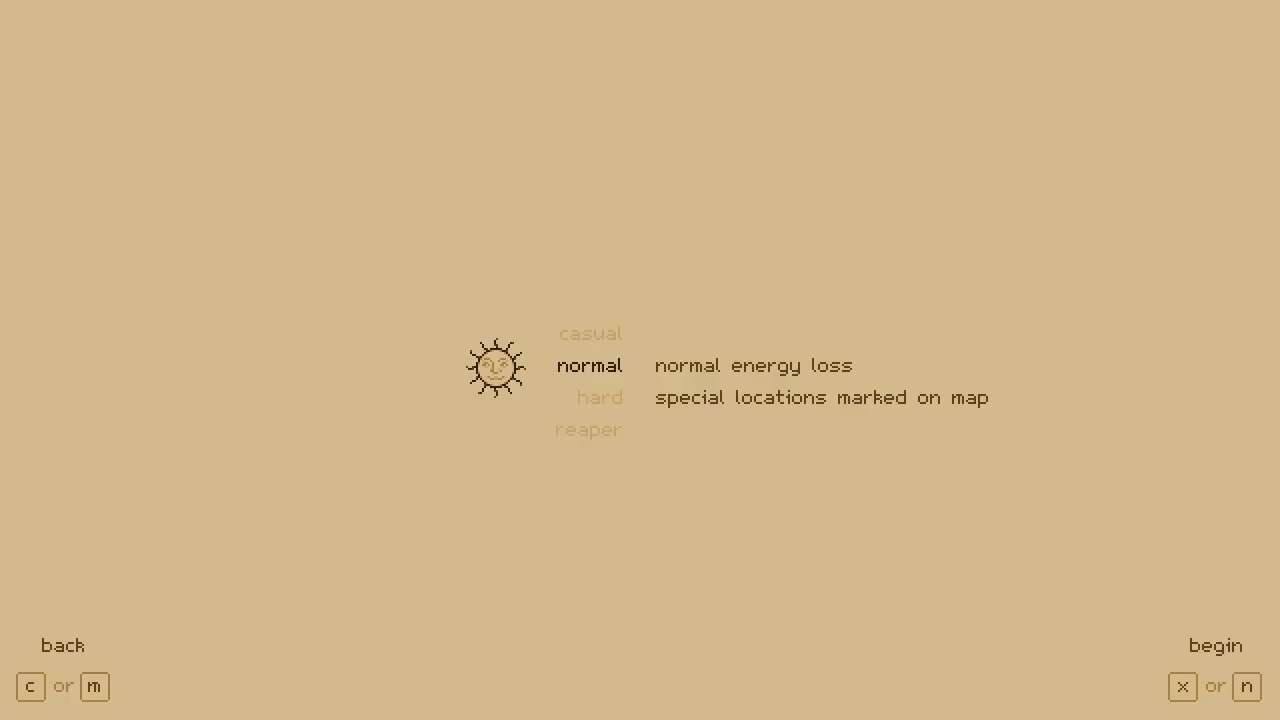 casual
normal normal energy loss
hard special locations marked on map
reaper
back begin
c or m x or n